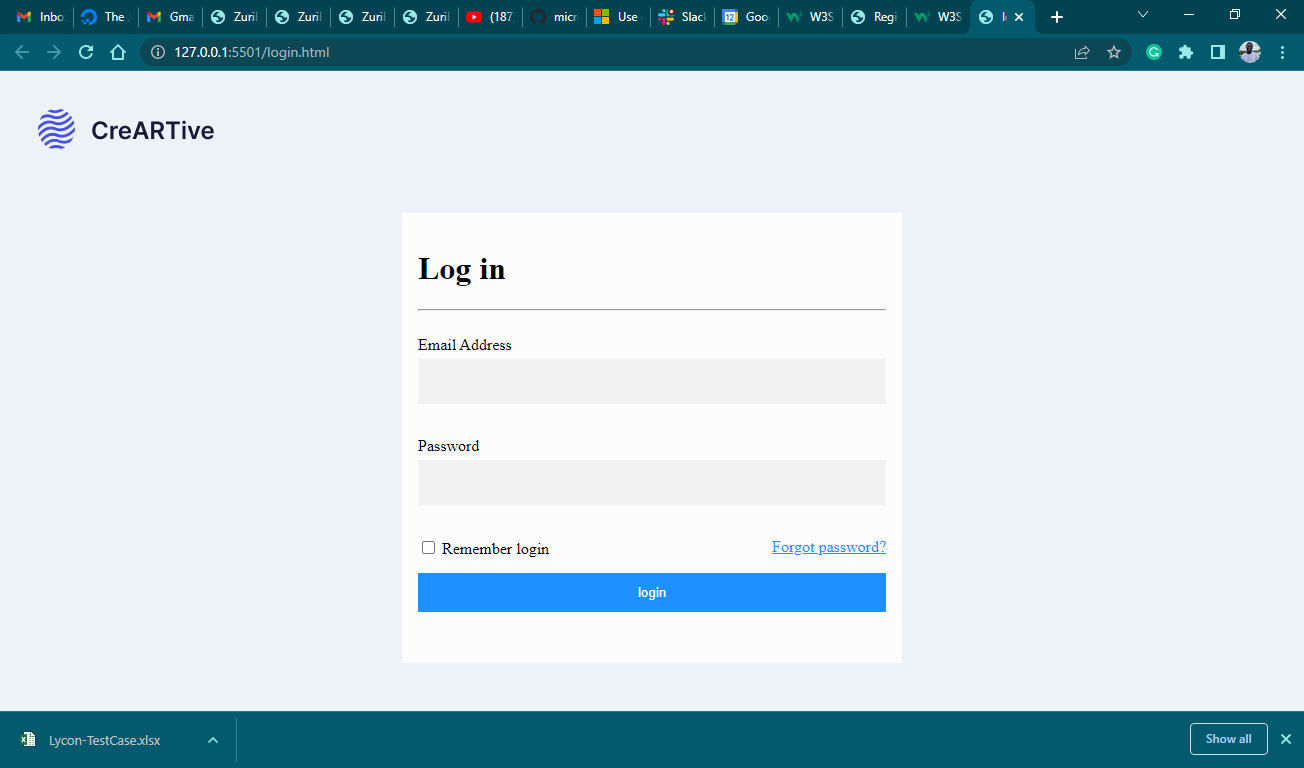 Inbo
The
Gma
Zuri
Zuri
Zuri
Zuri
(187
micr
Use
Slac
12
Goo
W3S
Regi
W3S
127.0.0.1:5501/login.html
CreARTive
Log in
Email Address
Password
Remember login
Forgot password?
login
Lycon-TestCase.xlsx
Show all